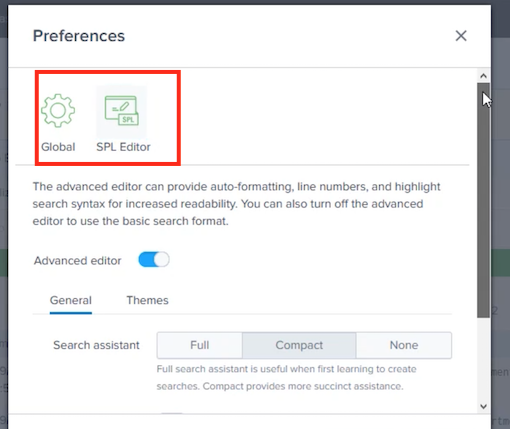 Preferences
SPL
Global SPL Editor
The advanced editor can provide auto-formatting, line numbers, and highlight
search syntax for increased readability. You can also turn off the advanced
editor to use the basic search format.
Advanced editor
General Themes
Search assistant Full Compact None
Full search assistant is useful when first learning to create
searches. Compact provides more succinct assistance.